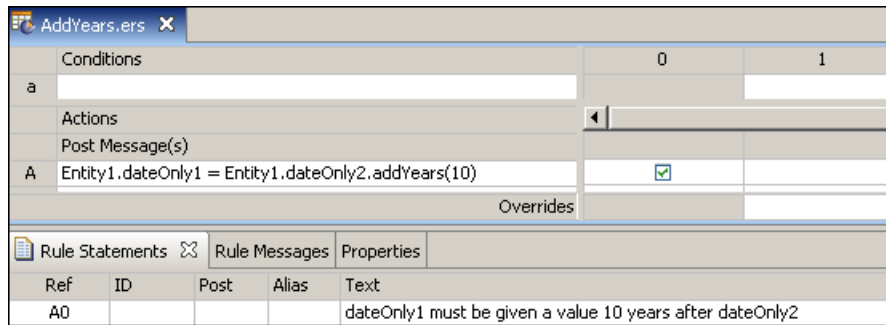 AddYears.ers
Conditions 0 1
a
Actions
Post Message(s)
A Entity1.dateOnly1 = Entity1.dateOnly2.addYears(10)
Overrides
Rule Statements Rule Messages Properties
Ref ID Post Alias Text
A0 dateOnly1 must be given a value 10 years after dateOnly2